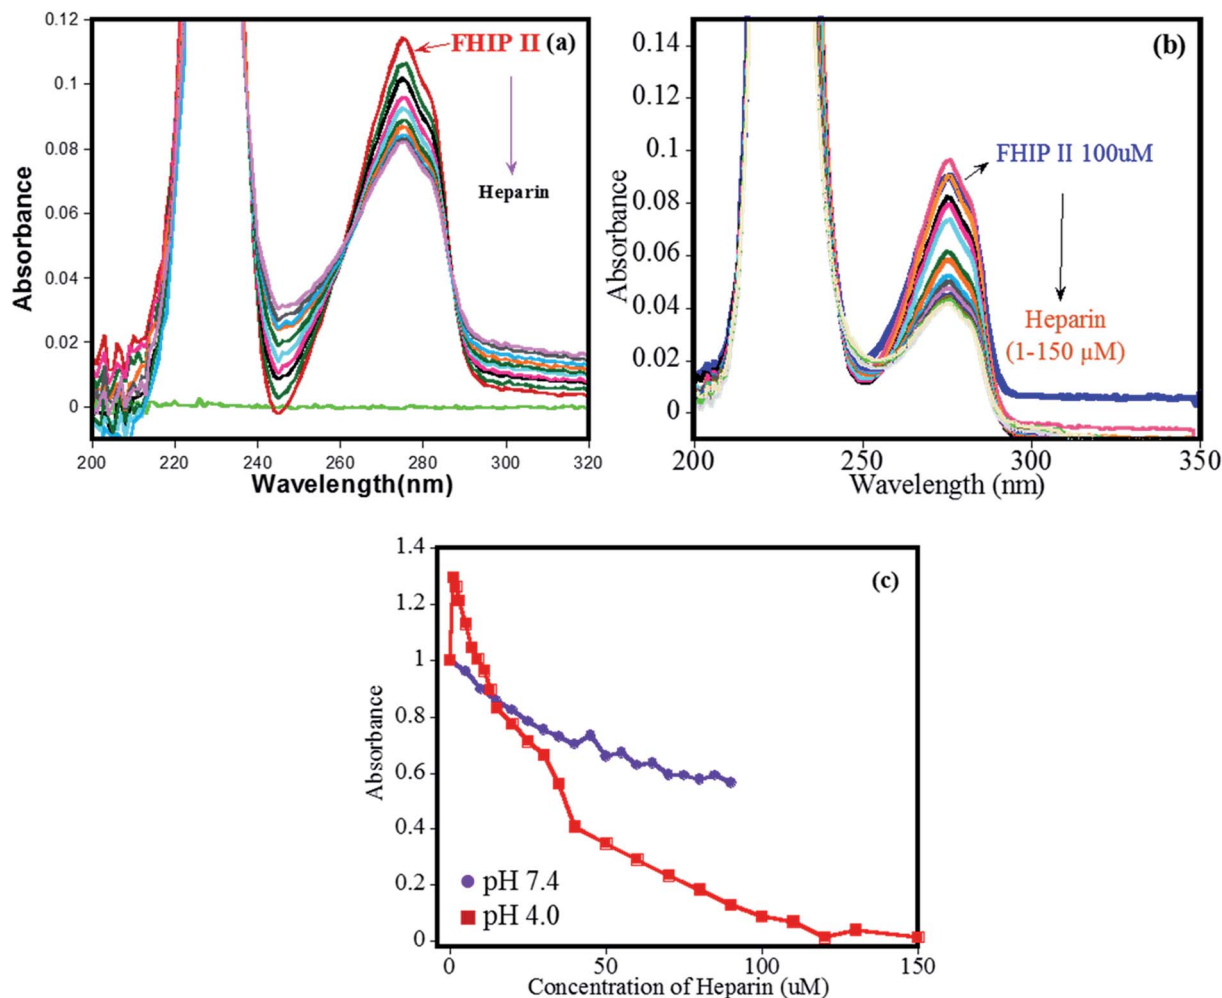 0.12
0.1
0.08
0.06
0.04
0.02
0
Absorbance
200
220
240
260
280
300
320
Wavelength(nm)
FHIP II (a)
Heparin
0.14
0.12
0.1
0.08
0.06
0.04
0.02
0
Absorbance
200
250
300
350
Wavelength (nm)
(b)
FHIP II 100uM
Heparin
(1-150 µM)
1.4
1.2
1
0.8
0.6
0.4
0.2
0
Absorbance
(c)
pH 7.4
pH 4.0
0
50
100
150
Concentration of Heparin (uM)